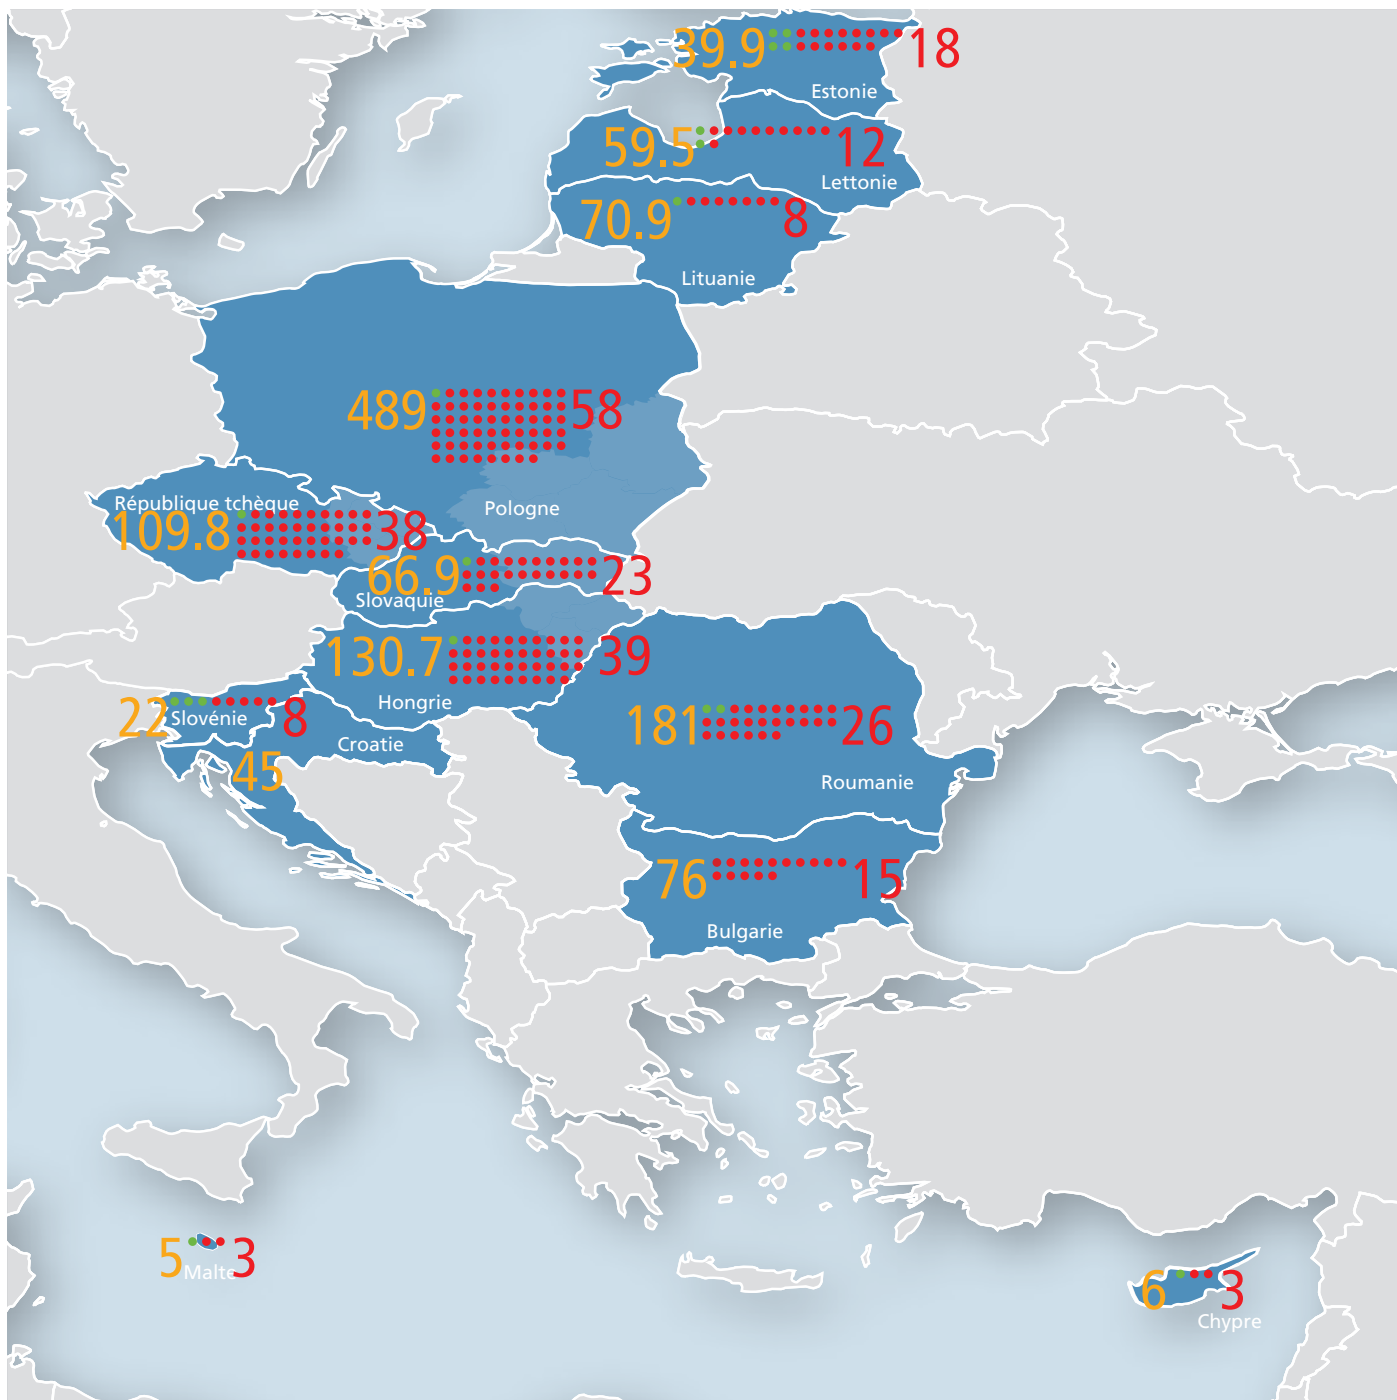 39.9 18
Estonie
59.5 12
Lettonie
70.9 8
Lituanie
489 58
Pologne
République tchèque
109.8 38
66.9 23
Slovaquie
130.7 39
Hongrie
22 8
Slovénie
Croatie
45
181 26
Roumanie
76 15
Bulgarie
5 3
Malte
6 3
Chypre